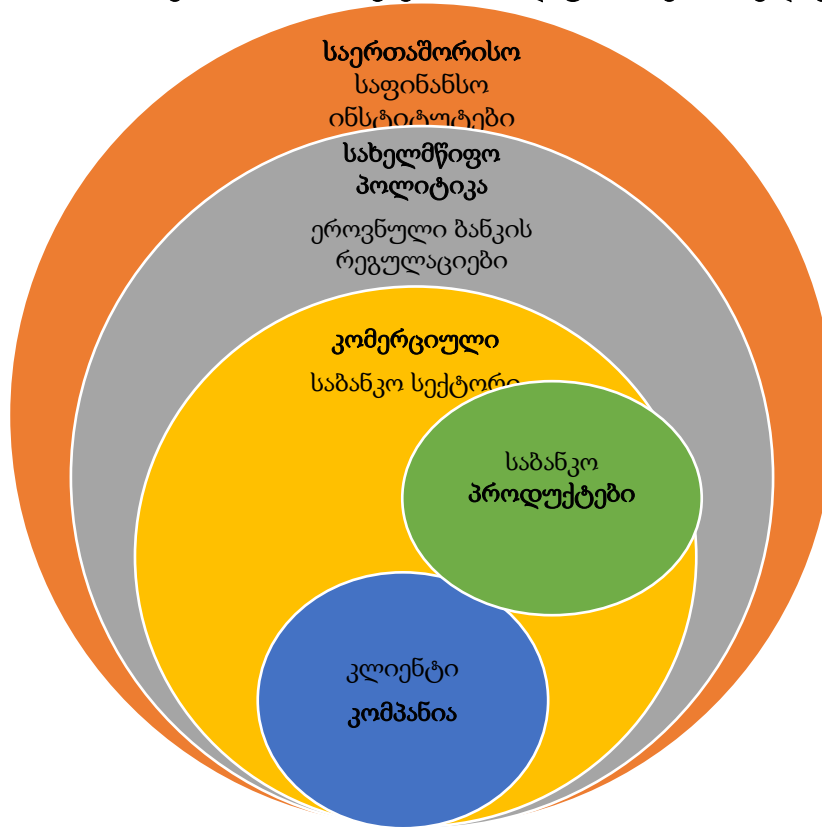 საერთაშორისო
საფინანსო
ინსტიტუტები
სახელმწიფო
პოლიტიკა
ეროვნული ბანკის
რეგულაციები
კომერციული
საბანკო სექტორი
საბანკო
პროდუქტები
კლიენტი
კომპანია